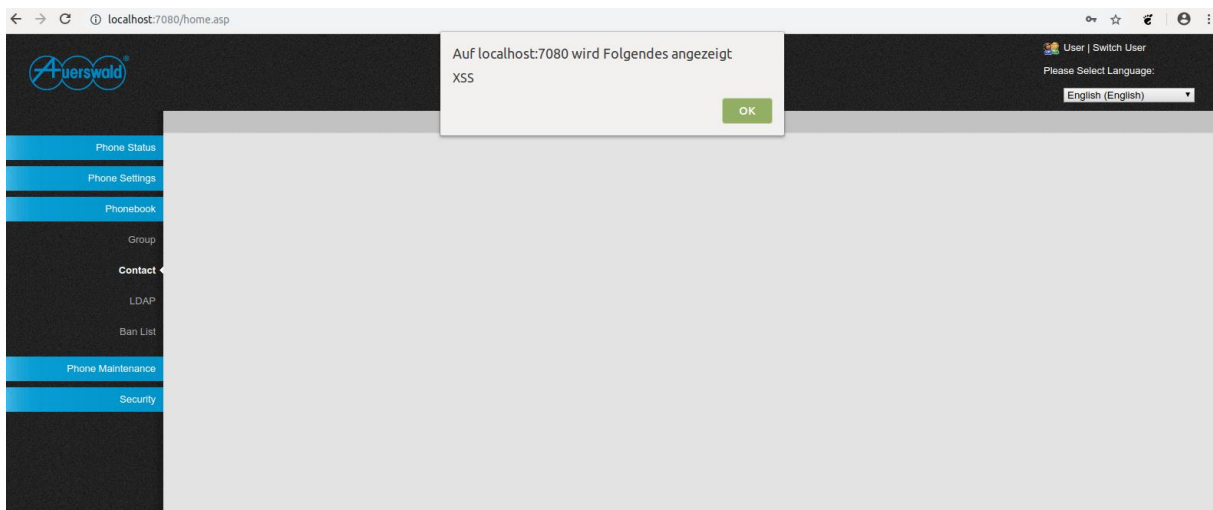 localhost:7080/home.asp
Auerswald
Auf localhost:7080 wird Folgendes angezeigt
XSS
OK
User | Switch User
Please Select Language:
English (English)
Phone Status
Phone Settings
Phonebook
Group
Contact
LDAP
Ban List
Phone Maintenance
Security